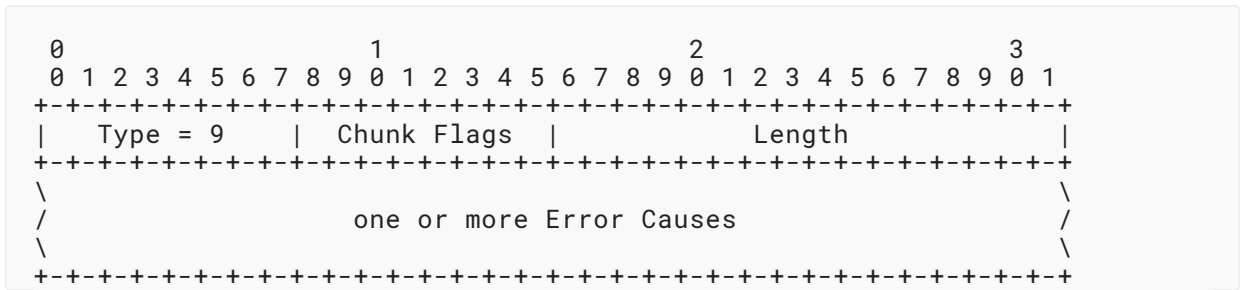 0                   1                   2                   3
 0 1 2 3 4 5 6 7 8 9 0 1 2 3 4 5 6 7 8 9 0 1 2 3 4 5 6 7 8 9 0 1
+-+-+-+-+-+-+-+-+-+-+-+-+-+-+-+-+-+-+-+-+-+-+-+-+-+-+-+-+-+-+-+-+
|   Type = 9    |  Chunk Flags  |            Length             |
+-+-+-+-+-+-+-+-+-+-+-+-+-+-+-+-+-+-+-+-+-+-+-+-+-+-+-+-+-+-+-+-+
\                                                               \
/                   one or more Error Causes                    /
\                                                               \
+-+-+-+-+-+-+-+-+-+-+-+-+-+-+-+-+-+-+-+-+-+-+-+-+-+-+-+-+-+-+-+-+